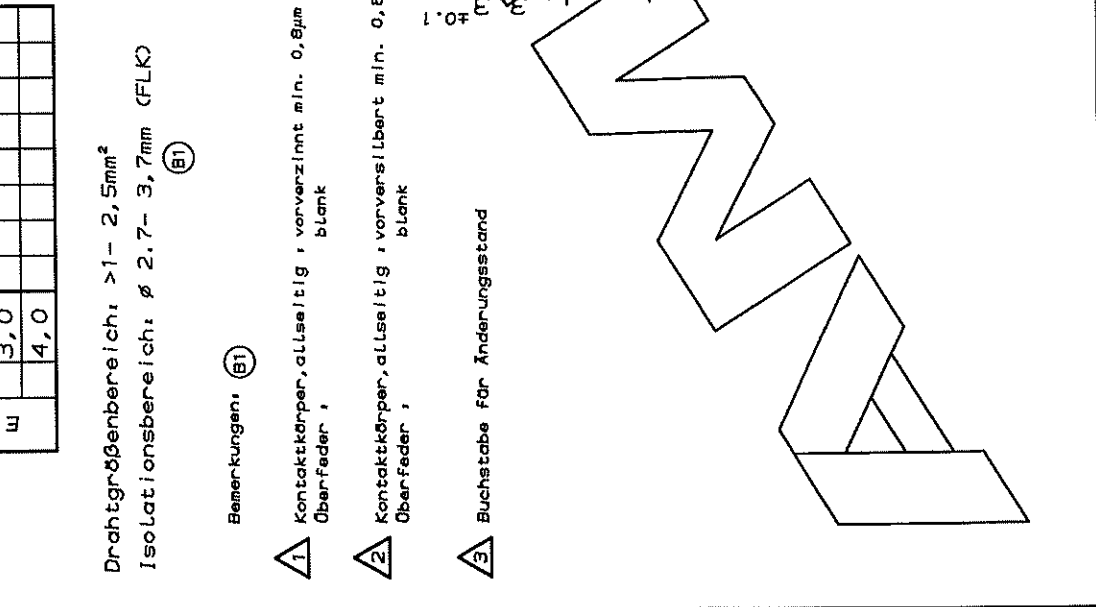 E
3,0
4,0
Drahtgrößenbereich: >1- 2,5mm²
Isolationsbereich: ø 2.7- 3,7mm (FLK)
B1
Bemerkungen: B1
1 Kontaktkörper,allseitig : vorverzinnt min. 0,8µm
Überfeder : blank
2 Kontaktkörper,allseitig : vorversilbert min. 0,8
Überfeder : blank
3 Buchstabe für Änderungsstand
±0.1